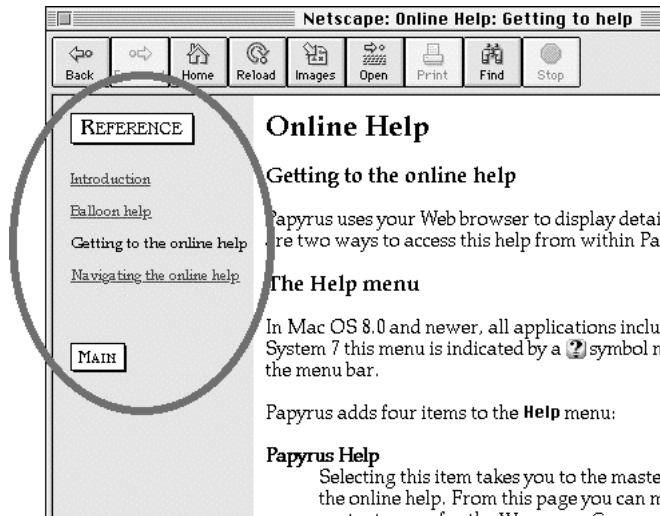 Netscape: Online Help: Getting to help
Back Home Reload Images Open Print Find Stop
REFERENCE
Introduction
Balloon help
Getting to the online help
Navigating the online help
MAIN
Online Help
Getting to the online help
Papyrus uses your Web browser to display detai
are two ways to access this help from within Pa
The Help menu
In Mac OS 8.0 and newer, all applications inclu
System 7 this menu is indicated by a ? symbol n
the menu bar.
Papyrus adds four items to the Help menu:
Papyrus Help
Selecting this item takes you to the maste
the online help. From this page you can m